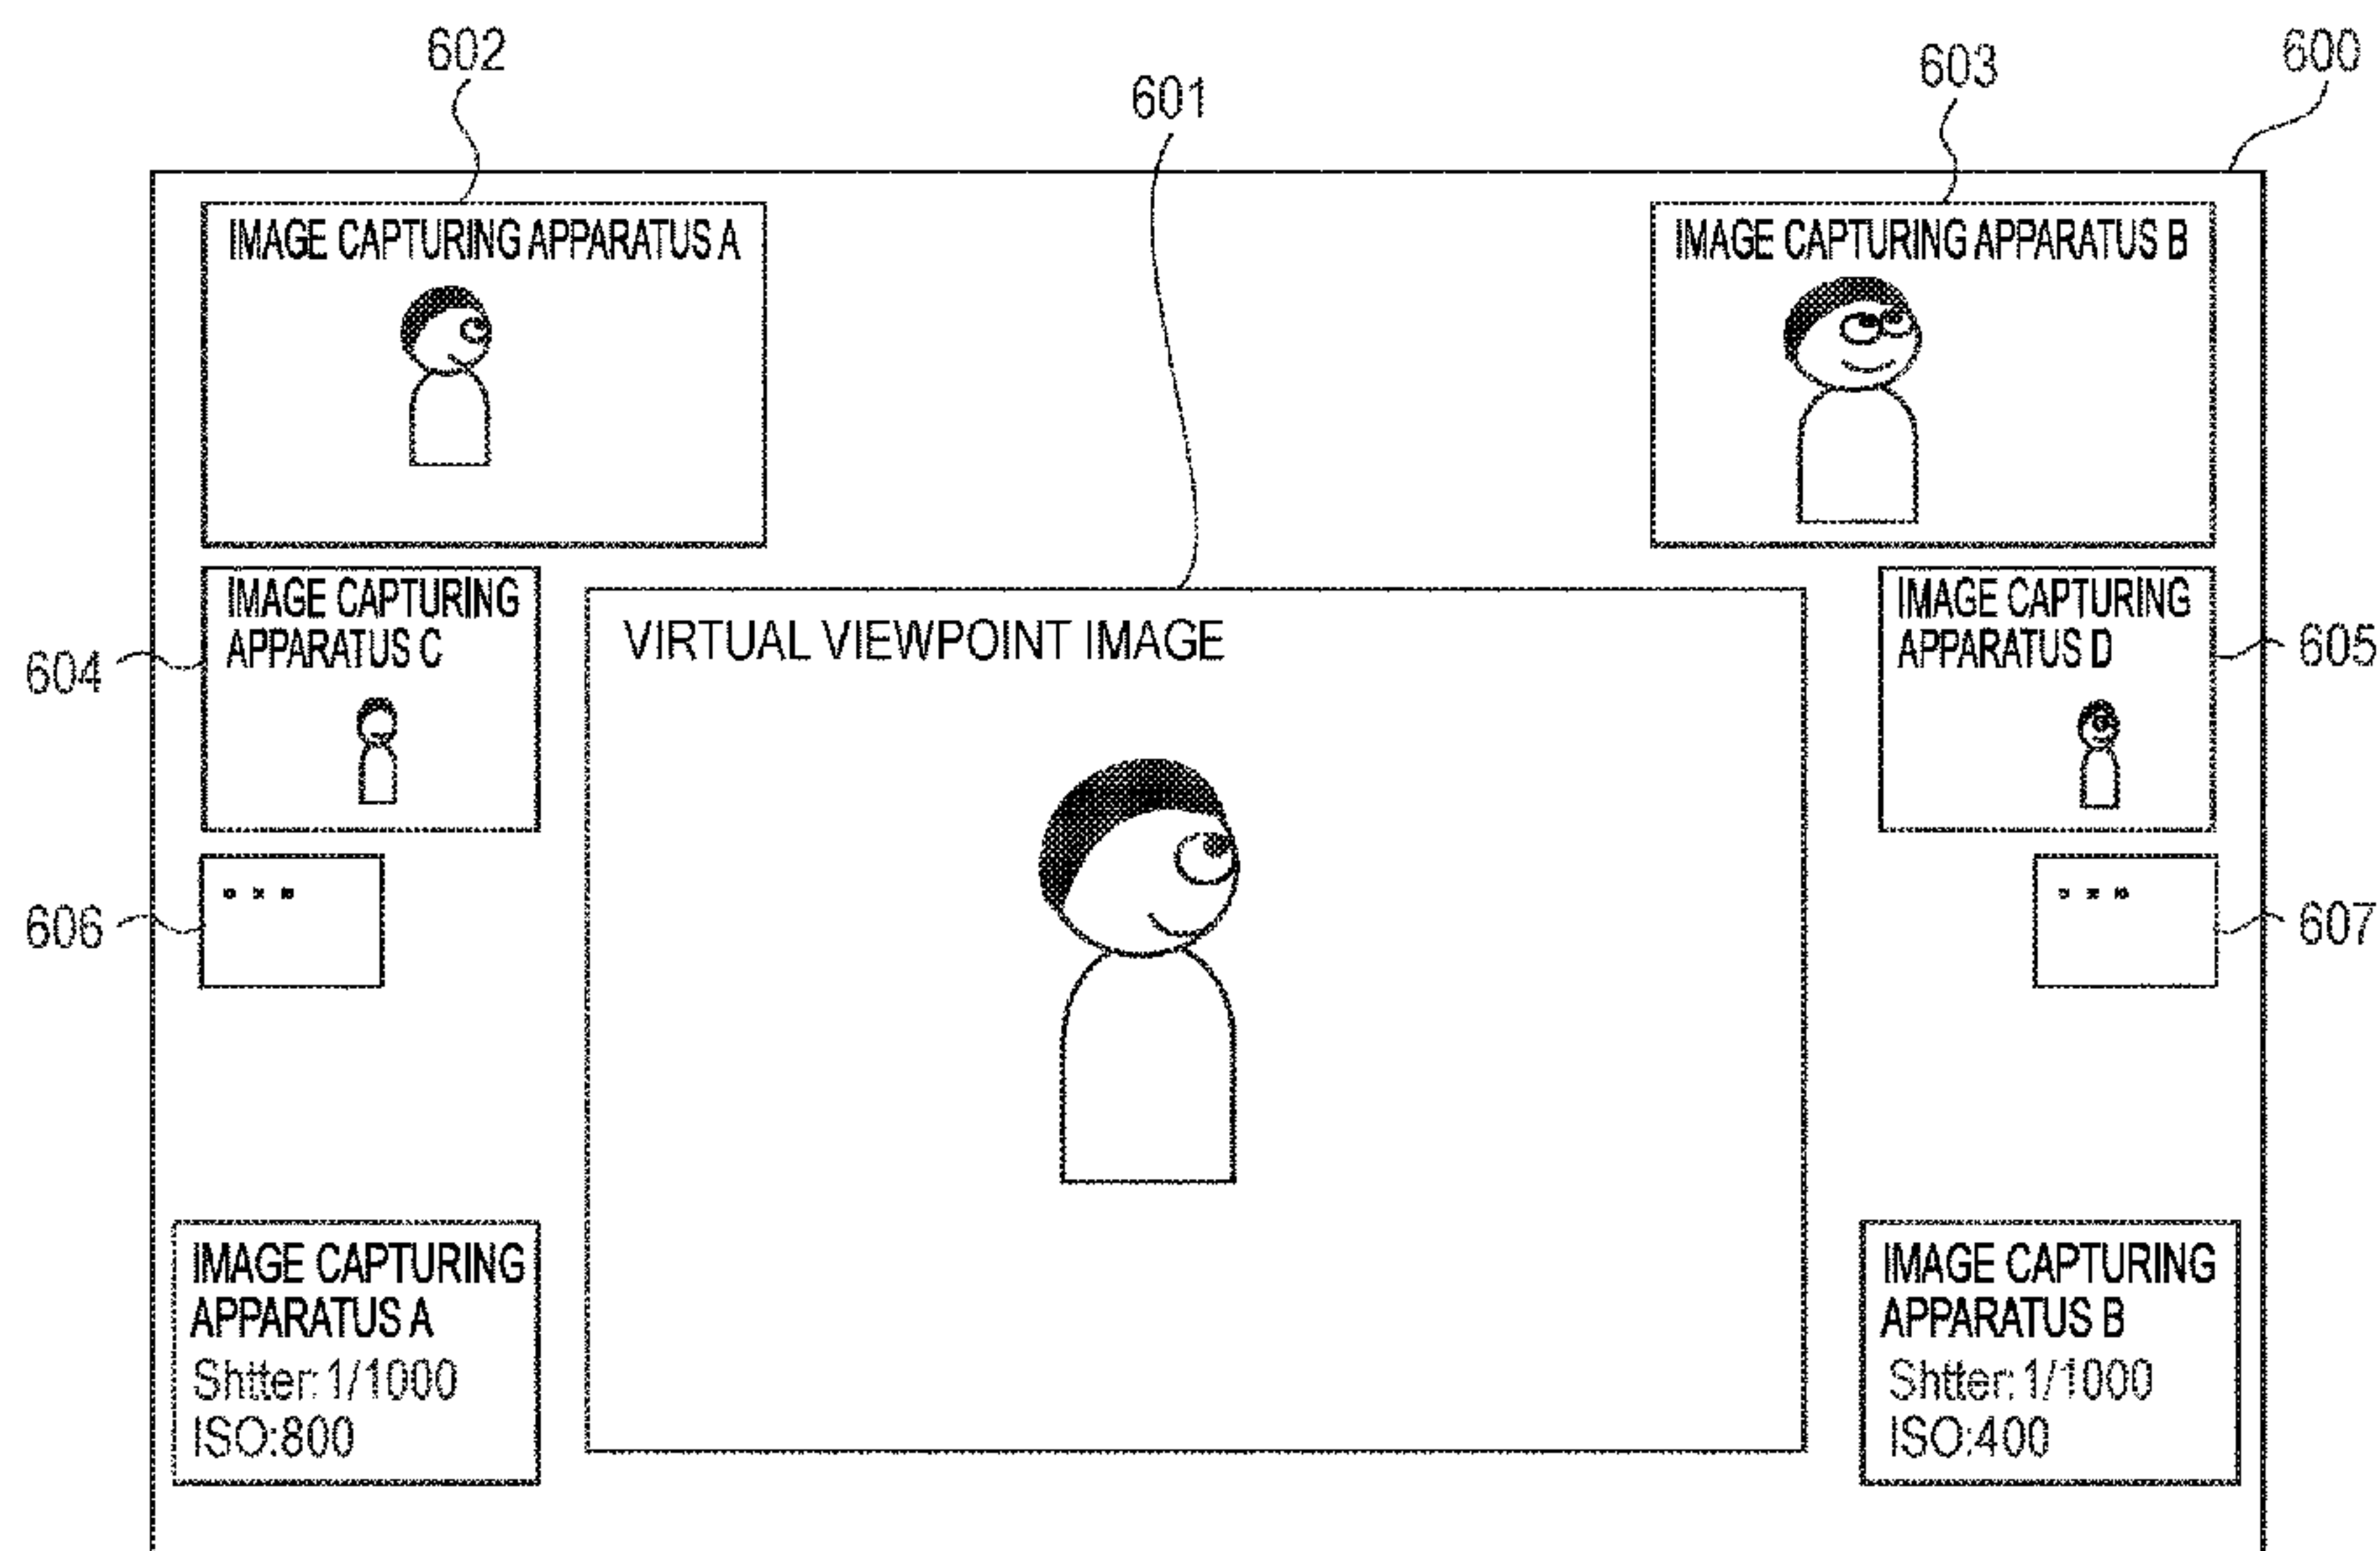 602
603
600
601
IMAGE CAPTURING APPARATUS A
IMAGE CAPTURING APPARATUS B
IMAGE CAPTURING
APPARATUS C
604
VIRTUAL VIEWPOINT IMAGE
IMAGE CAPTURING
APPARATUS D
605
606
607
IMAGE CAPTURING
APPARATUS A
Shtter:1/1000
ISO:800
IMAGE CAPTURING
APPARATUS B
Shtter:1/1000
ISO:400